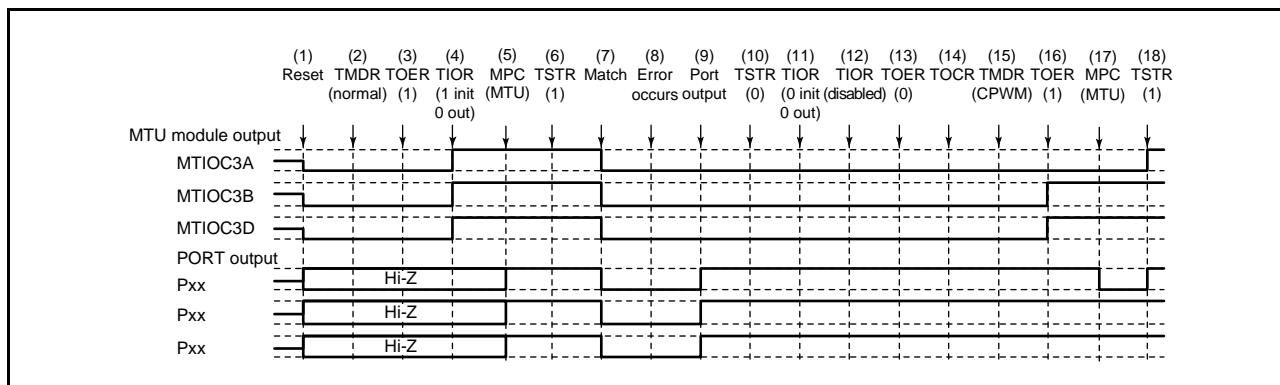 (1) (2) (3) (4) (5) (6) (7) (8) (9) (10) (11) (12) (13) (14) (15) (16) (17) (18)
Reset TMDR TOER TIOR MPC TSTR Match Error Port TSTR TIOR TIOR TOER TOCR TMDR TOER MPC TSTR
(normal) (1) (1 init (MTU) (1) occurs output (0) (0 init (disabled) (0) (CPWM) (1) (MTU) (1)
0 out) 0 out)
MTU module output
MTIOC3A
MTIOC3B
MTIOC3D
PORT output
Pxx Hi-Z
Pxx Hi-Z
Pxx Hi-Z